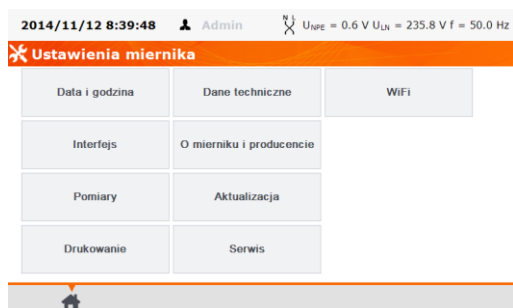 2014/11/12 8:39:48 Admin N L UNPE = 0.6 V ULN = 235.8 V f = 50.0 Hz
Ustawienia miernika
Data i godzina Dane techniczne WiFi
Interfejs O mierniku i producencie
Pomiary Aktualizacja
Drukowanie Serwis